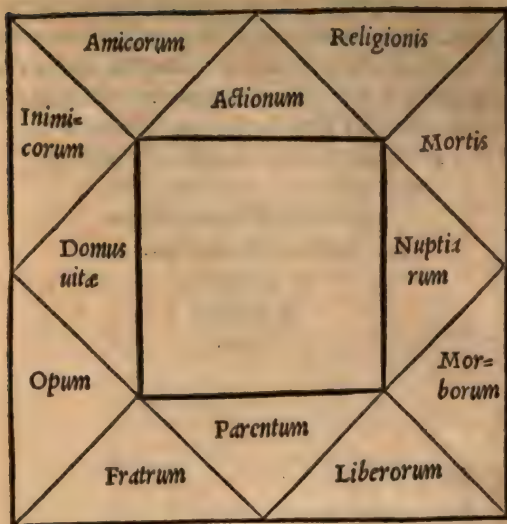 Amicorum
Religionis
Actionum
Inimi=
corum
Mortis
Domus
uitæ
Nuptia
rum
Opum
Mor=
borum
Parentum
Fratrum
Liberorum